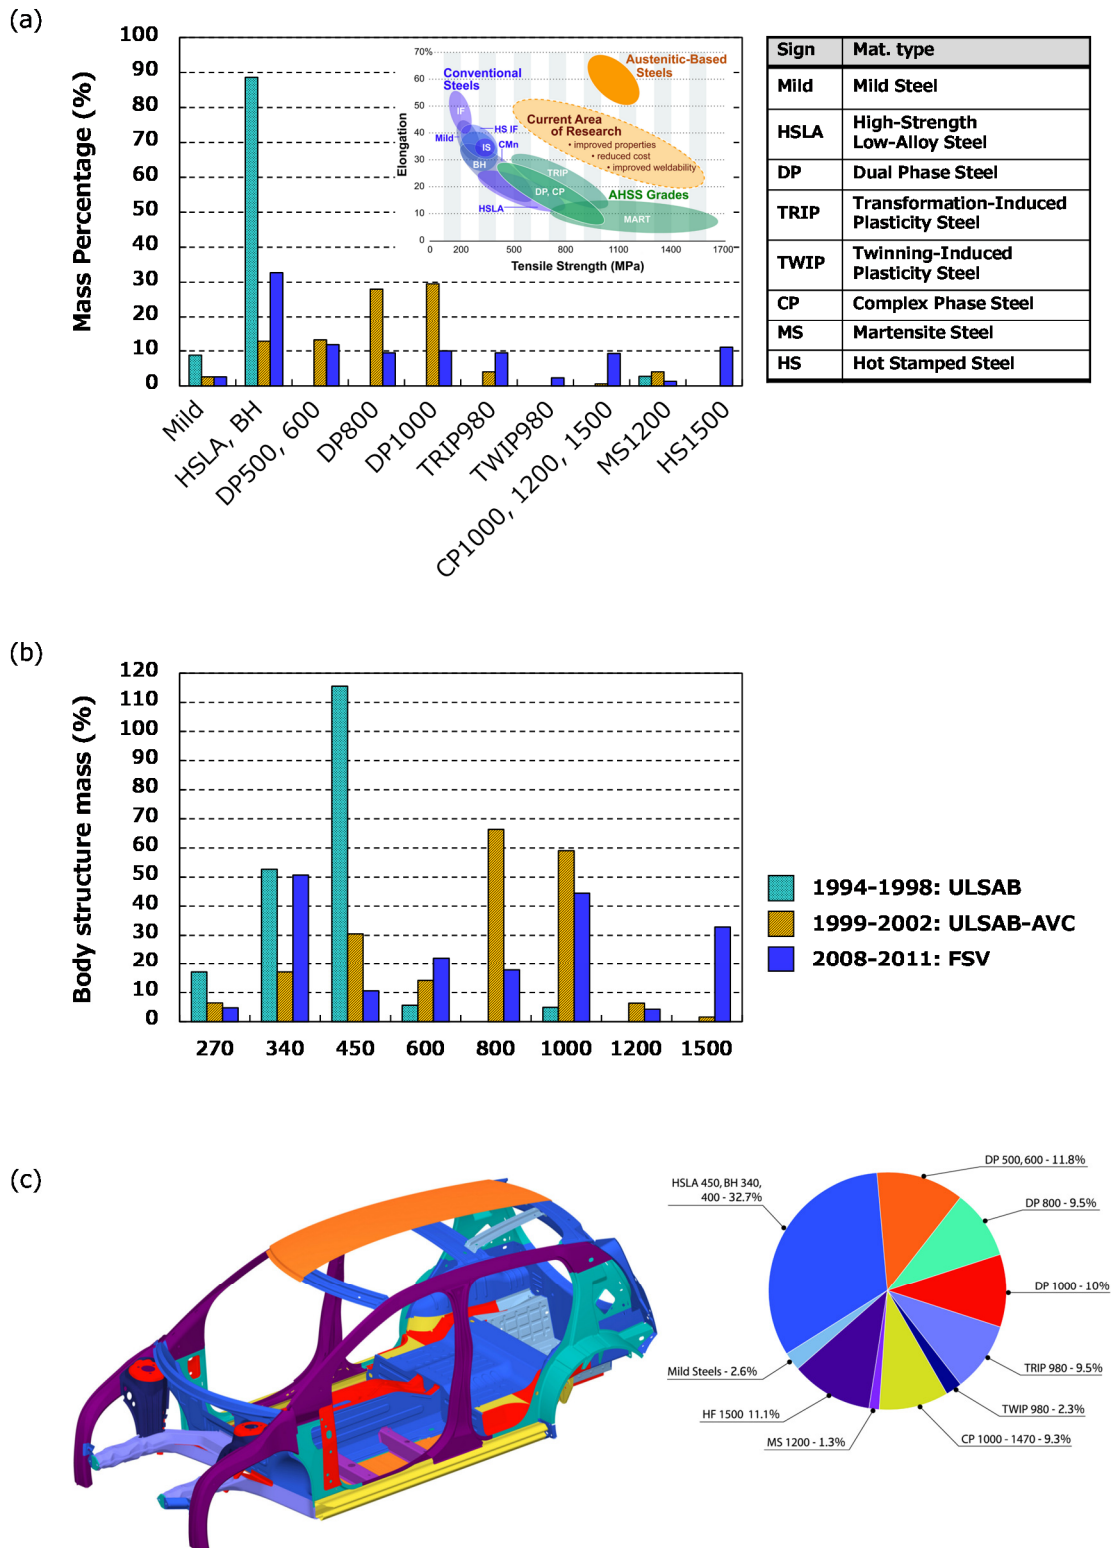 (a)
Mass Percentage (%)
100
90
80
70
60
50
40
30
20
10
0
Mild
HSLA, BH
DP500, 600
DP800
DP1000
TRIP980
TWIP980
CP1000, 1200, 1500
MS1200
HS1500
Elongation
70%
60
50
40
30
20
10
0
0
200
500
800
1100
1400
1700
Tensile Strength (MPa)
Conventional
Steels
Austenitic-Based
Steels
IF
Mild
HS IF
IS
CMn
BH
HSLA
Current Area
of Research
• improved properties
• reduced cost
• improved weldability
TRIP
DP, CP
AHSS Grades
MART
Sign Mat. type
Mild Mild Steel
HSLA High-Strength
Low-Alloy Steel
DP Dual Phase Steel
TRIP Transformation-Induced
Plasticity Steel
TWIP Twinning-Induced
Plasticity Steel
CP Complex Phase Steel
MS Martensite Steel
HS Hot Stamped Steel
(b)
Body structure mass (%)
120
110
100
90
80
70
60
50
40
30
20
10
0
270 340 450 600 800 1000 1200 1500
1994-1998: ULSAB
1999-2002: ULSAB-AVC
2008-2011: FSV
(c)
HSLA 450, BH 340,
400 - 32.7%
DP 500, 600 - 11.8%
DP 800 - 9.5%
DP 1000 - 10%
TRIP 980 - 9.5%
TWIP 980 - 2.3%
CP 1000 - 1470 - 9.3%
MS 1200 - 1.3%
HF 1500 11.1%
Mild Steels - 2.6%